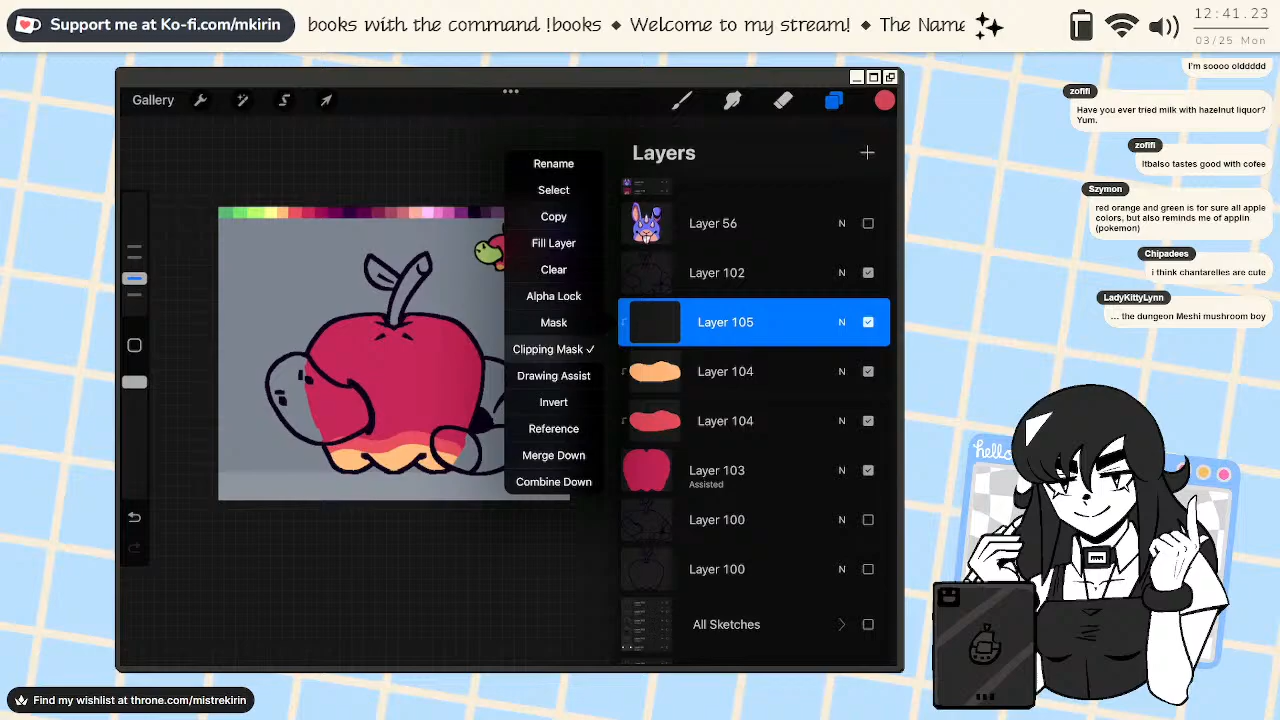 Support me at Ko-fi.com/mkirin
books with the command !books ◆ Welcome to my stream! ◆ The Name
12:41.23
03/25 Mon
I'm soooo oldddd
zofifi
Have you ever tried milk with hazelnut liquor?
Yum.
zofifi
Itbalso tastes good with cofee
Szymon
red orange and green is for sure all apple
colors, but also reminds me of applin
(pokemon)
Chipadees
i think chantarelles are cute
LadyKittyLynn
... the dungeon Meshi mushroom boy
Gallery
Rename
Select
Copy
Fill Layer
Clear
Alpha Lock
Mask
Clipping Mask ✓
Drawing Assist
Invert
Reference
Merge Down
Combine Down
Layers
Layer 56 N
Layer 102 N
Layer 105 N
Layer 104 N
Layer 104 N
Layer 103 N
Assisted
Layer 100 N
Layer 100 N
All Sketches
hello
Find my wishlist at throne.com/mistrekirin